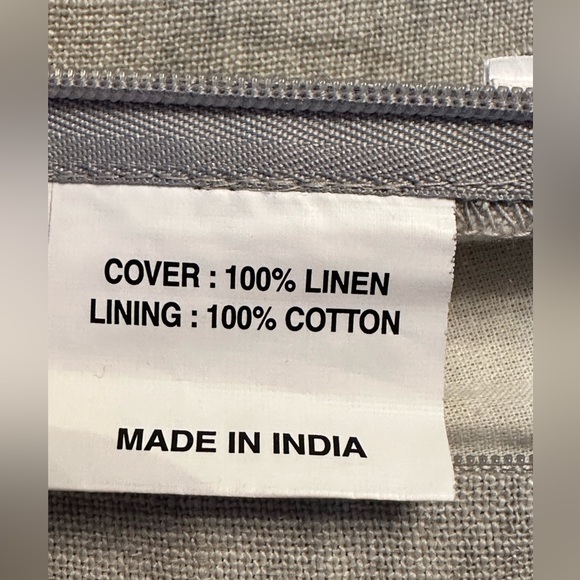 COVER : 100% LINEN
LINING : 100% COTTON
MADE IN INDIA